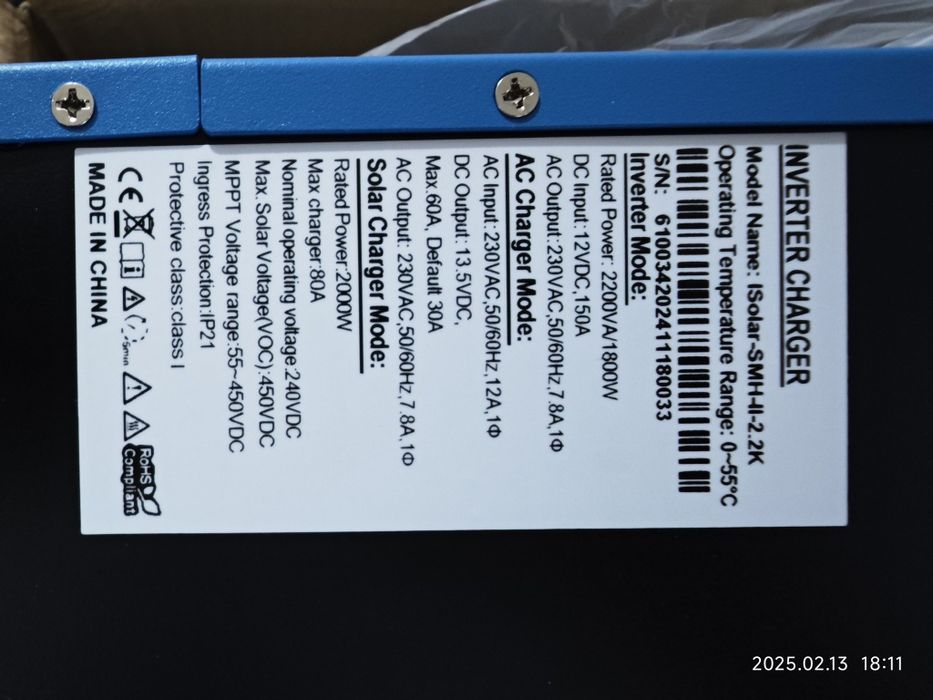 INVERTER CHARGER
Model Name: ISolar-SMH-II-2.2K
Operating Temperature Range: 0~55°C
S/N: 610034202411180033
Inverter Mode:
Rated Power: 2200VA/1800W
DC Input:12VDC,150A
AC Output:230VAC,50/60Hz,7.8A,1Φ
AC Charger Mode:
AC Input:230VAC,50/60Hz,12A,1Φ
DC Output: 13.5VDC,
Max.60A, Default 30A
AC Output: 230VAC,50/60Hz,7.8A,1Φ
Solar Charger Mode:
Rated Power:2000W
Max charger:80A
Nominal operating voltage:240VDC
Max. Solar Voltage(VOC):450VDC
MPPT Voltage range:55~450VDC
Ingress Protection:IP21
Protective class:class I
CE 5min RoHS Compliant
MADE IN CHINA
2025.02.13 18:11